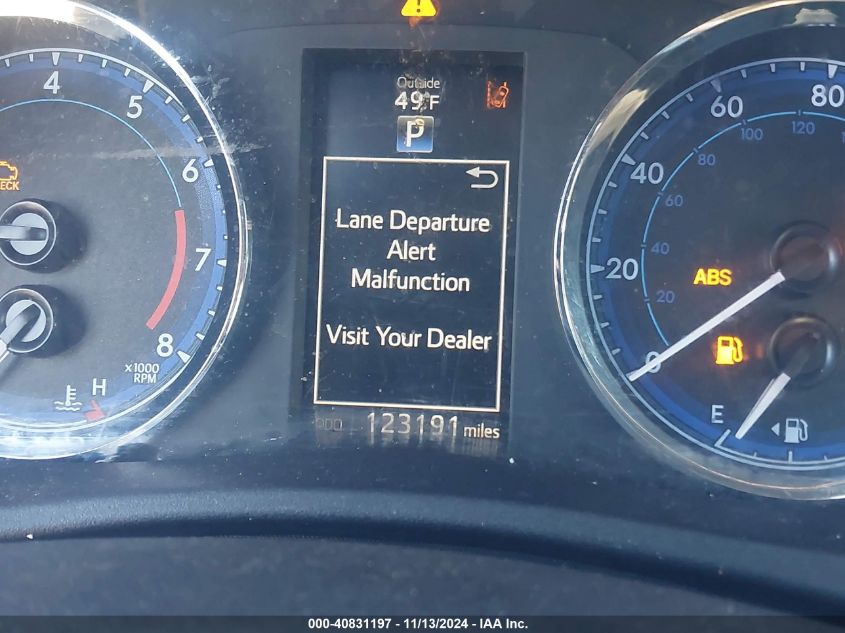 Outside
49°F
P
Lane Departure
Alert
Malfunction
Visit Your Dealer
ODO 123191 miles
4
5
6
7
8
x1000
RPM
H
20
40
60
80
0
20
40
60
80
100
120
ABS
E
000-40831197 - 11/13/2024 - IAA Inc.